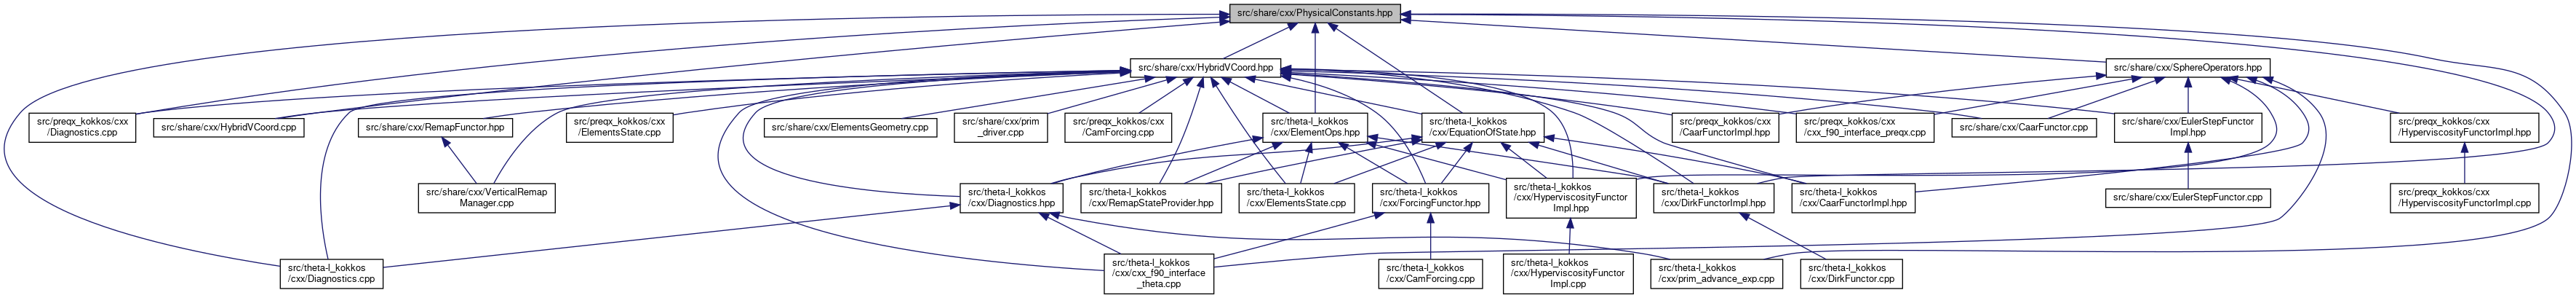 src/share/cxx/PhysicalConstants.hpp
src/share/cxx/HybridVCoord.hpp
src/share/cxx/SphereOperators.hpp
src/preqx_kokkos/cxx
/Diagnostics.cpp
src/share/cxx/HybridVCoord.cpp
src/share/cxx/RemapFunctor.hpp
src/preqx_kokkos/cxx
/ElementsState.cpp
src/share/cxx/ElementsGeometry.cpp
src/share/cxx/prim
_driver.cpp
src/preqx_kokkos/cxx
/CamForcing.cpp
src/theta-l_kokkos
/cxx/ElementOps.hpp
src/theta-l_kokkos
/cxx/EquationOfState.hpp
src/preqx_kokkos/cxx
/CaarFunctorImpl.hpp
src/preqx_kokkos/cxx
/cxx_f90_interface_preqx.cpp
src/share/cxx/CaarFunctor.cpp
src/share/cxx/EulerStepFunctor
Impl.hpp
src/preqx_kokkos/cxx
/HyperviscosityFunctorImpl.hpp
src/share/cxx/VerticalRemap
Manager.cpp
src/theta-l_kokkos
/cxx/Diagnostics.hpp
src/theta-l_kokkos
/cxx/RemapStateProvider.hpp
src/theta-l_kokkos
/cxx/ElementsState.cpp
src/theta-l_kokkos
/cxx/ForcingFunctor.hpp
src/theta-l_kokkos
/cxx/HyperviscosityFunctor
Impl.hpp
src/theta-l_kokkos
/cxx/DirkFunctorImpl.hpp
src/theta-l_kokkos
/cxx/CaarFunctorImpl.hpp
src/share/cxx/EulerStepFunctor.cpp
src/preqx_kokkos/cxx
/HyperviscosityFunctorImpl.cpp
src/theta-l_kokkos
/cxx/Diagnostics.cpp
src/theta-l_kokkos
/cxx/cxx_f90_interface
_theta.cpp
src/theta-l_kokkos
/cxx/CamForcing.cpp
src/theta-l_kokkos
/cxx/HyperviscosityFunctor
Impl.cpp
src/theta-l_kokkos
/cxx/prim_advance_exp.cpp
src/theta-l_kokkos
/cxx/DirkFunctor.cpp